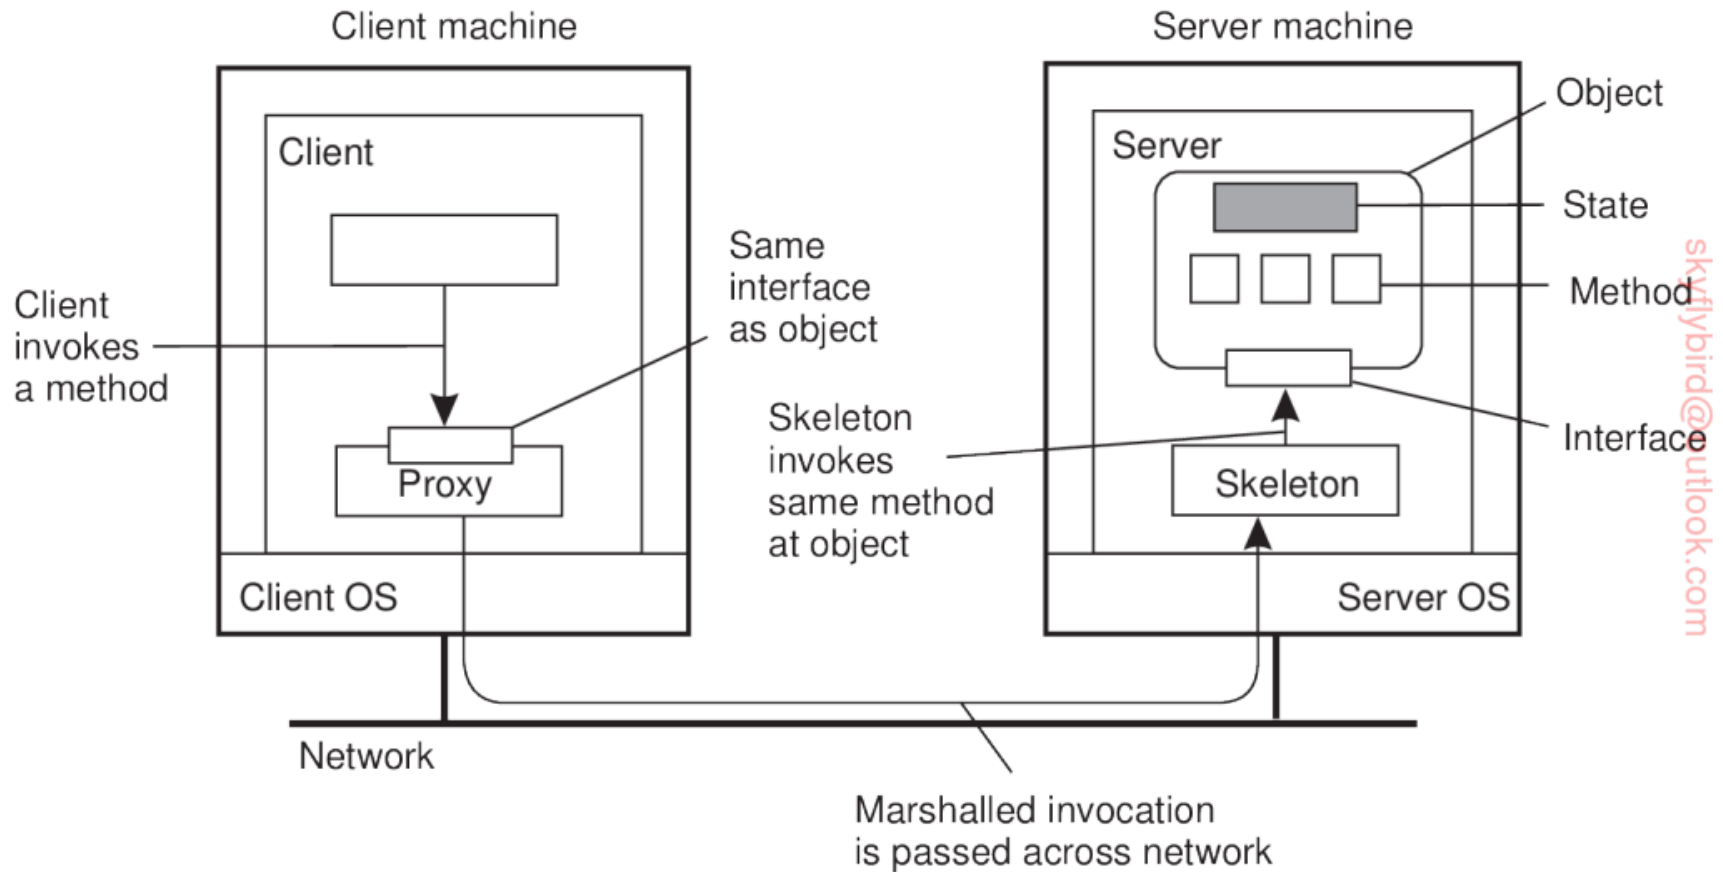 Client machine
Server machine
Client
Server
Object
State
Method
Interface
Same
interface
as object
Client
invokes
a method
Proxy
Skeleton
invokes
same method
at object
Skeleton
Client OS
Server OS
Network
Marshalled invocation
is passed across network
skyflybird@outlook.com